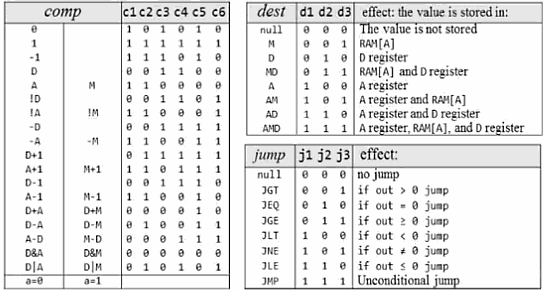 comp c1 c2 c3 c4 c5 c6
0 1 0 1 0 1 0
1 1 1 1 1 1 1
-1 1 1 1 0 1 0
D 0 0 1 1 0 0
A M 1 1 0 0 0 0
!D 0 0 1 1 0 1
!A !M 1 1 0 0 0 1
-D 0 0 1 1 1 1
-A -M 1 1 0 0 1 1
D+1 0 1 1 1 1 1
A+1 M+1 1 1 0 1 1 1
D-1 0 0 1 1 1 0
A-1 M-1 1 1 0 0 1 0
D+A D+M 0 0 0 0 1 0
D-A D-M 0 1 0 0 1 1
A-D M-D 0 0 0 1 1 1
D&A D&M 0 0 0 0 0 0
D|A D|M 0 1 0 1 0 1
a=0 a=1
dest d1 d2 d3 effect: the value is stored in:
null 0 0 0 The value is not stored
M 0 0 1 RAM[A]
D 0 1 0 D register
MD 0 1 1 RAM[A] and D register
A 1 0 0 A register
AM 1 0 1 A register and RAM[A]
AD 1 1 0 A register and D register
AMD 1 1 1 A register, RAM[A], and D register
jump j1 j2 j3 effect:
null 0 0 0 no jump
JGT 0 0 1 if out > 0 jump
JEQ 0 1 0 if out = 0 jump
JGE 0 1 1 if out ≥ 0 jump
JLT 1 0 0 if out < 0 jump
JNE 1 0 1 if out ≠ 0 jump
JLE 1 1 0 if out ≤ 0 jump
JMP 1 1 1 Unconditional jump